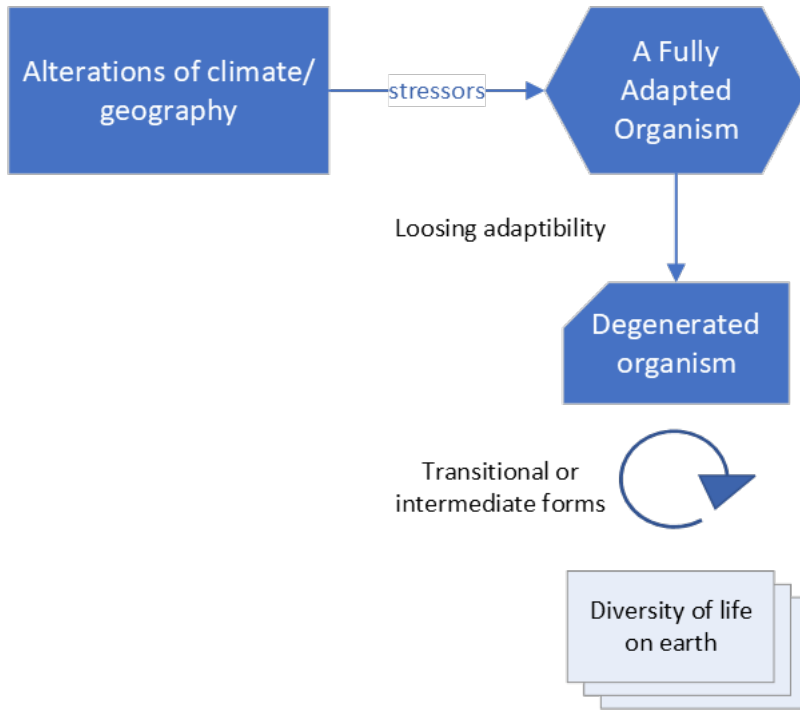 Alterations of climate/
geography
stressors
A Fully
Adapted
Organism
Loosing adaptibility
Degenerated
organism
Transitional or
intermediate forms
Diversity of life
on earth